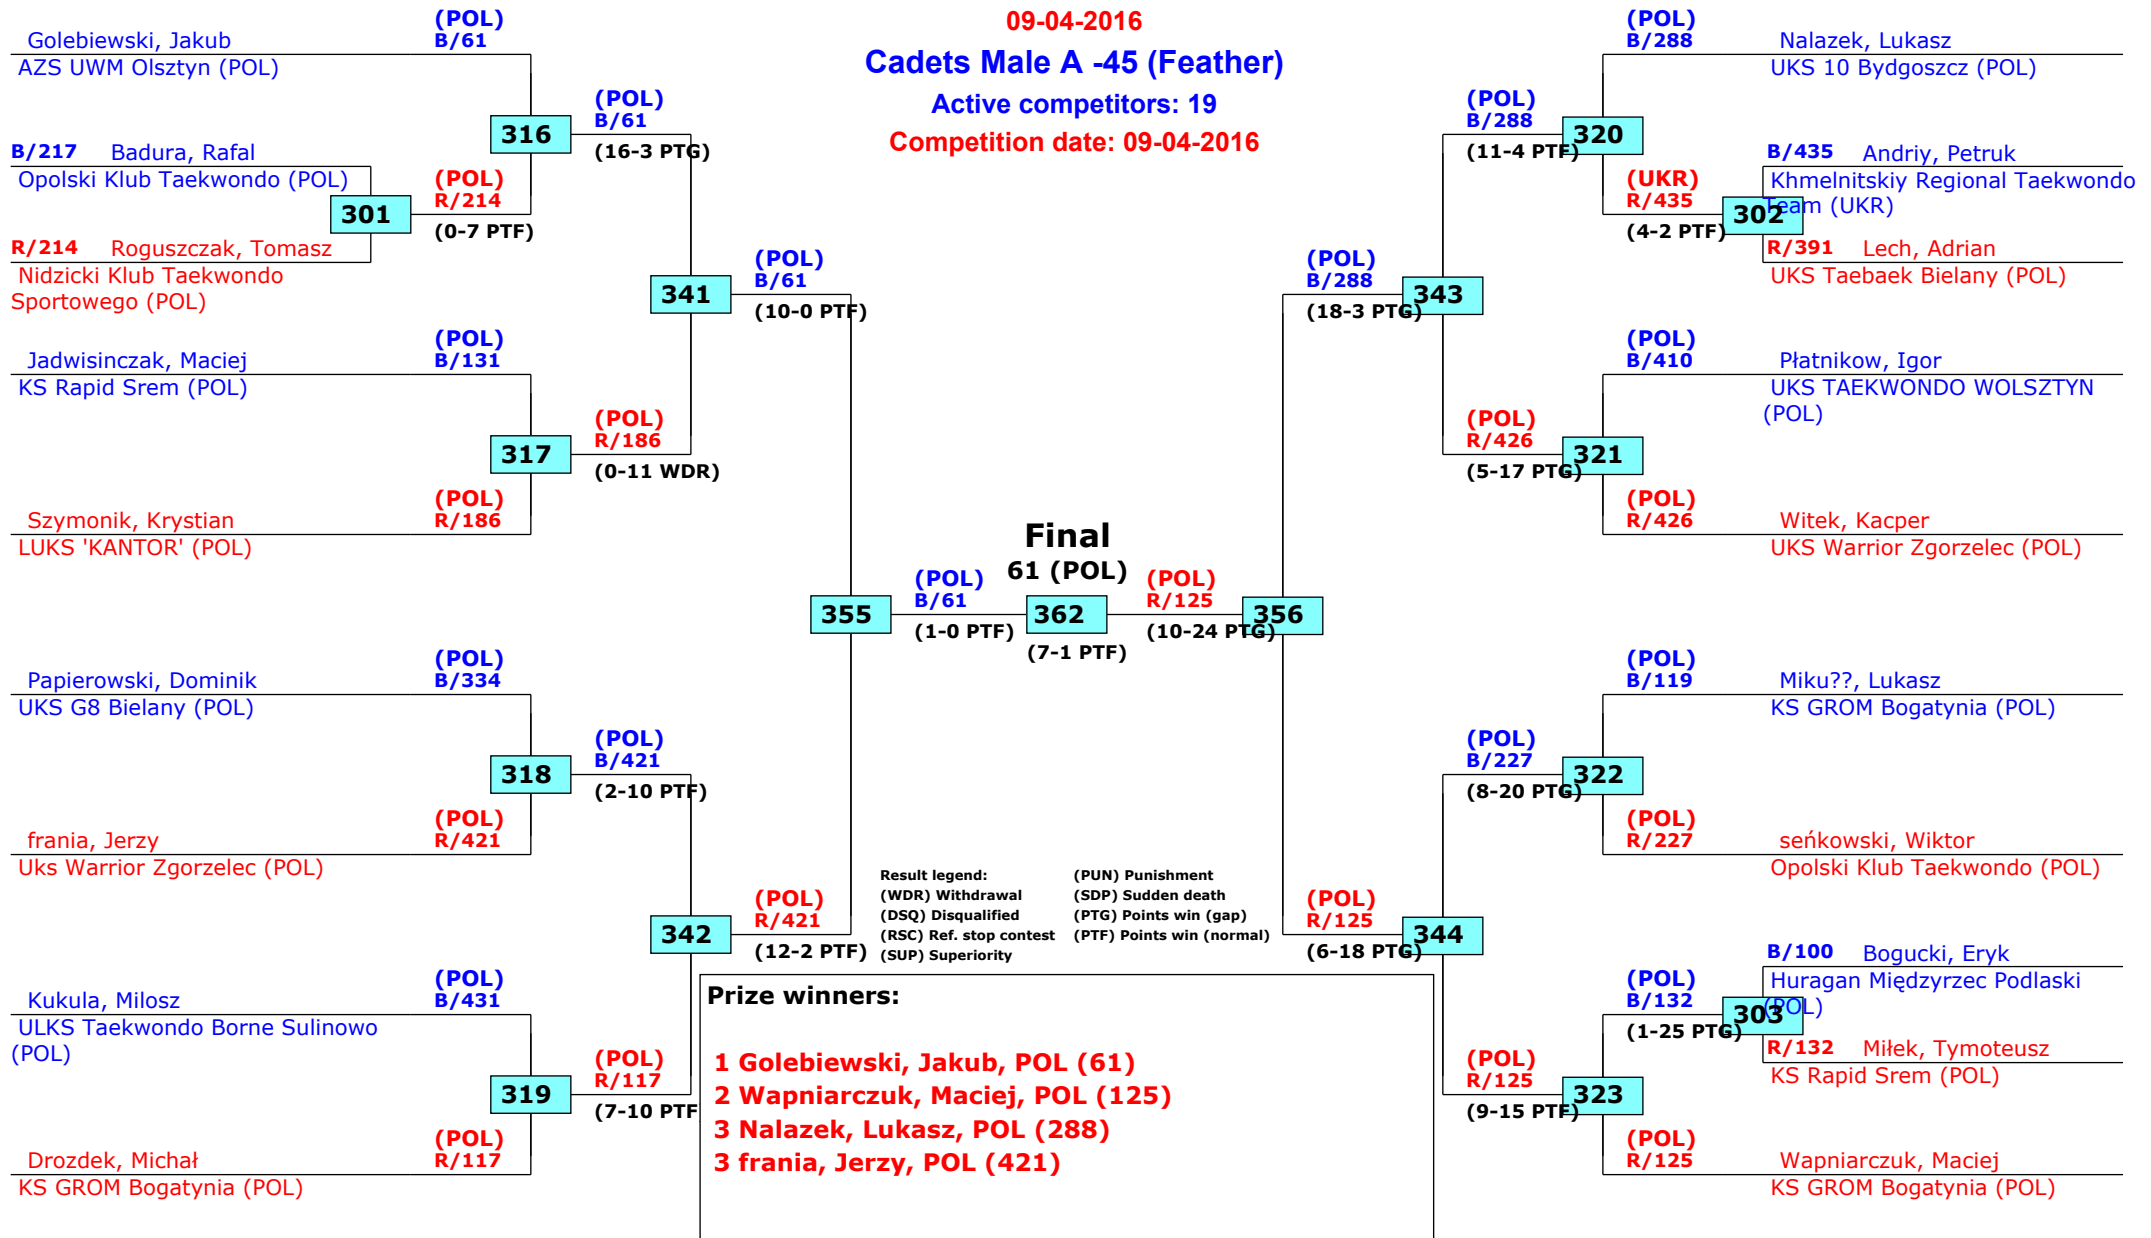 09-04-2016
Cadets Male A -45 (Feather)
Active competitors: 19
Competition date: 09-04-2016
Golebiewski, Jakub
(POL)
B/61
AZS UWM Olsztyn (POL)
316
(POL)
B/61
(16-3 PTG)
B/217 Badura, Rafal
Opolski Klub Taekwondo (POL)
301
(POL)
R/214
(0-7 PTF)
R/214 Roguszczak, Tomasz
Nidzicki Klub Taekwondo
Sportowego (POL)
341
(POL)
B/61
(10-0 PTF)
Jadwisinczak, Maciej
(POL)
B/131
KS Rapid Srem (POL)
317
(POL)
R/186
(0-11 WDR)
Szymonik, Krystian
(POL)
R/186
LUKS 'KANTOR' (POL)
355
(POL)
B/61
(1-0 PTF)
Final
61 (POL)
362
(7-1 PTF)
(POL)
R/125
(10-24 PTG)
356
Papierowski, Dominik
(POL)
B/334
UKS G8 Bielany (POL)
318
(POL)
B/421
(2-10 PTF)
frania, Jerzy
(POL)
R/421
Uks Warrior Zgorzelec (POL)
342
(POL)
R/421
(12-2 PTF)
Kukula, Milosz
(POL)
B/431
ULKS Taekwondo Borne Sulinowo
(POL)
319
(POL)
R/117
(7-10 PTF
Drozdek, Michał
(POL)
R/117
KS GROM Bogatynia (POL)
(POL)
B/288
Nalazek, Lukasz
UKS 10 Bydgoszcz (POL)
(POL)
B/288
(11-4 PTF)
320
B/435 Andriy, Petruk
Khmelnitskiy Regional Taekwondo
Team (UKR)
(UKR)
R/435
(4-2 PTF)
302
R/391 Lech, Adrian
UKS Taebaek Bielany (POL)
(POL)
B/288
(18-3 PTG)
343
(POL)
B/410
Płatnikow, Igor
UKS TAEKWONDO WOLSZTYN
(POL)
(POL)
R/426
(5-17 PTG)
321
(POL)
R/426
Witek, Kacper
UKS Warrior Zgorzelec (POL)
(POL)
B/119
Miku??, Lukasz
KS GROM Bogatynia (POL)
(POL)
B/227
(8-20 PTG)
322
(POL)
R/227
seńkowski, Wiktor
Opolski Klub Taekwondo (POL)
(POL)
R/125
(6-18 PTG)
344
B/100 Bogucki, Eryk
Huragan Międzyrzec Podlaski
(POL)
(POL)
B/132
(1-25 PTG)
303
R/132 Miłek, Tymoteusz
KS Rapid Srem (POL)
(POL)
R/125
(9-15 PTF)
323
(POL)
R/125
Wapniarczuk, Maciej
KS GROM Bogatynia (POL)
Result legend:
(WDR) Withdrawal
(DSQ) Disqualified
(RSC) Ref. stop contest
(SUP) Superiority
(PUN) Punishment
(SDP) Sudden death
(PTG) Points win (gap)
(PTF) Points win (normal)
Prize winners:
1 Golebiewski, Jakub, POL (61)
2 Wapniarczuk, Maciej, POL (125)
3 Nalazek, Lukasz, POL (288)
3 frania, Jerzy, POL (421)